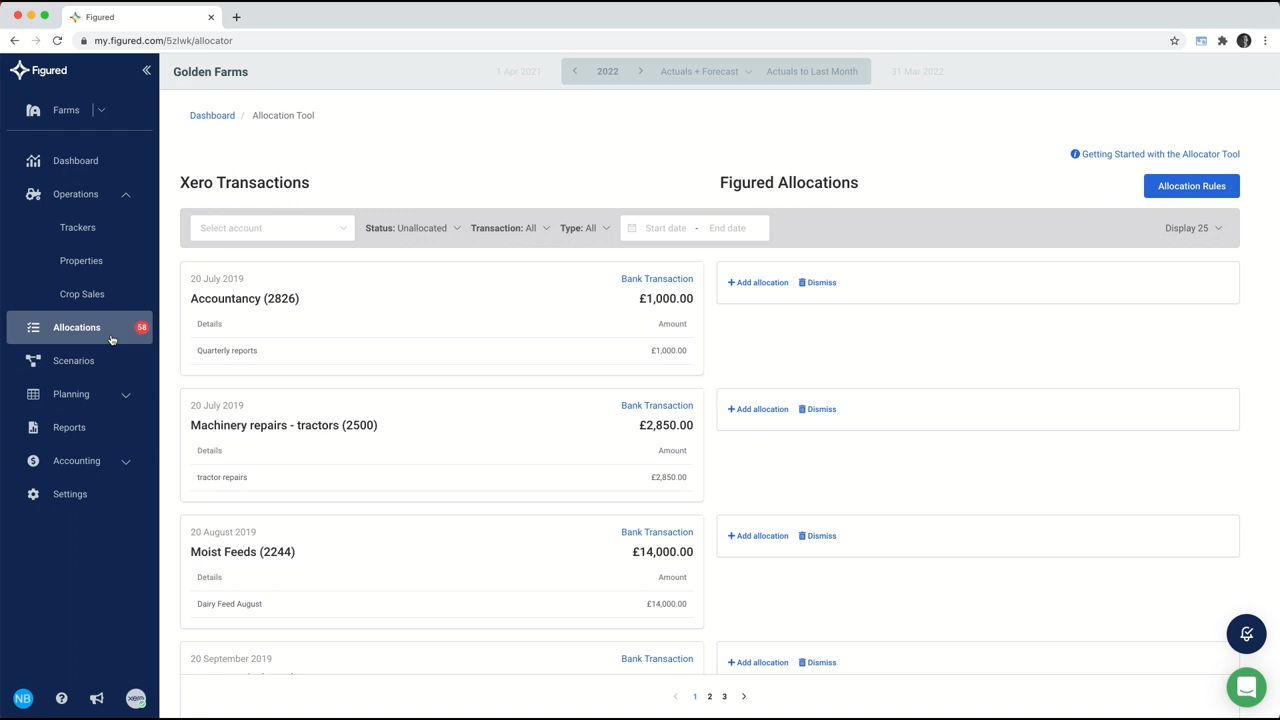 Figured
my.figured.com/5zlwk/allocator
Figured
Farms
Dashboard
Operations
Trackers
Properties
Crop Sales
Allocations 58
Scenarios
Planning
Reports
Accounting
Settings
NB
xero
Golden Farms
1 Apr 2021
2022
Actuals + Forecast
Actuals to Last Month
31 Mar 2022
Dashboard / Allocation Tool
Getting Started with the Allocator Tool
Xero Transactions
Figured Allocations
Allocation Rules
Select account Status: Unallocated Transaction: All Type: All Start date - End date Display 25
20 July 2019 Bank Transaction
Accountancy (2826) £1,000.00
Details Amount
Quarterly reports £1,000.00
+ Add allocation Dismiss
20 July 2019 Bank Transaction
Machinery repairs - tractors (2500) £2,850.00
Details Amount
tractor repairs £2,850.00
+ Add allocation Dismiss
20 August 2019 Bank Transaction
Moist Feeds (2244) £14,000.00
Details Amount
Dairy Feed August £14,000.00
+ Add allocation Dismiss
20 September 2019 Bank Transaction
+ Add allocation Dismiss
1 2 3